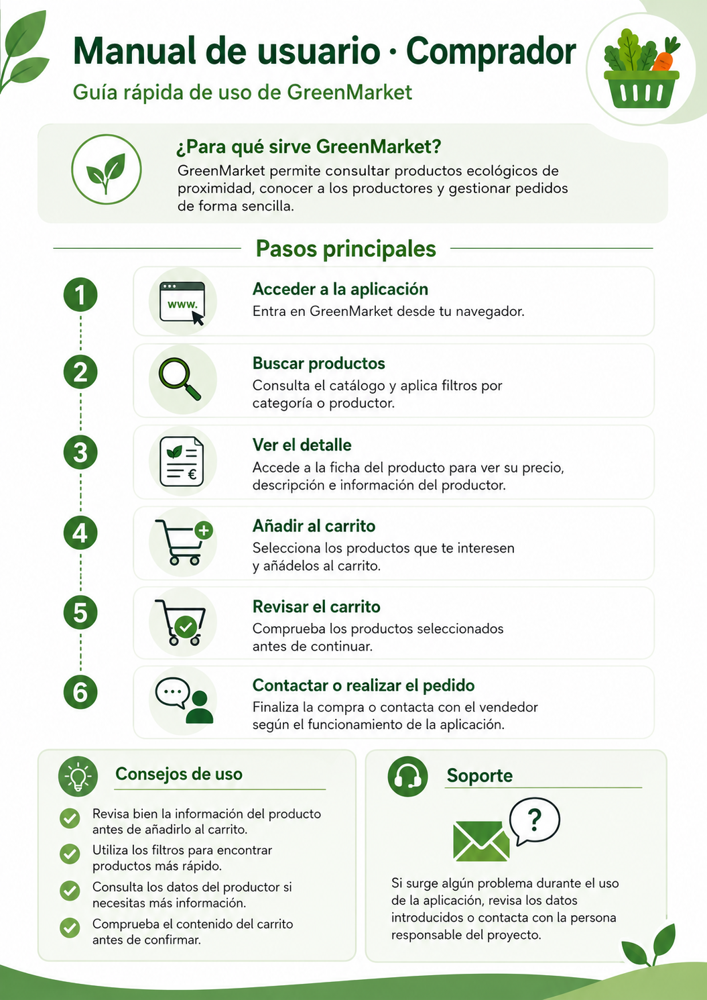 Manual de usuario · Comprador
Guía rápida de uso de GreenMarket
¿Para qué sirve GreenMarket?
GreenMarket permite consultar productos ecológicos de
proximidad, conocer a los productores y gestionar pedidos
de forma sencilla.
Pasos principales
1
www.
Acceder a la aplicación
Entra en GreenMarket desde tu navegador.
2
Buscar productos
Consulta el catálogo y aplica filtros por
categoría o productor.
3
€
Ver el detalle
Accede a la ficha del producto para ver su precio,
descripción e información del productor.
4
Añadir al carrito
Selecciona los productos que te interesen
y añádelos al carrito.
5
Revisar el carrito
Comprueba los productos seleccionados
antes de continuar.
6
Contactar o realizar el pedido
Finaliza la compra o contacta con el vendedor
según el funcionamiento de la aplicación.
Consejos de uso
Revisa bien la información del producto
antes de añadirlo al carrito.
Utiliza los filtros para encontrar
productos más rápido.
Consulta los datos del productor si
necesitas más información.
Comprueba el contenido del carrito
antes de confirmar.
Soporte
?
Si surge algún problema durante el uso
de la aplicación, revisa los datos
introducidos o contacta con la persona
responsable del proyecto.